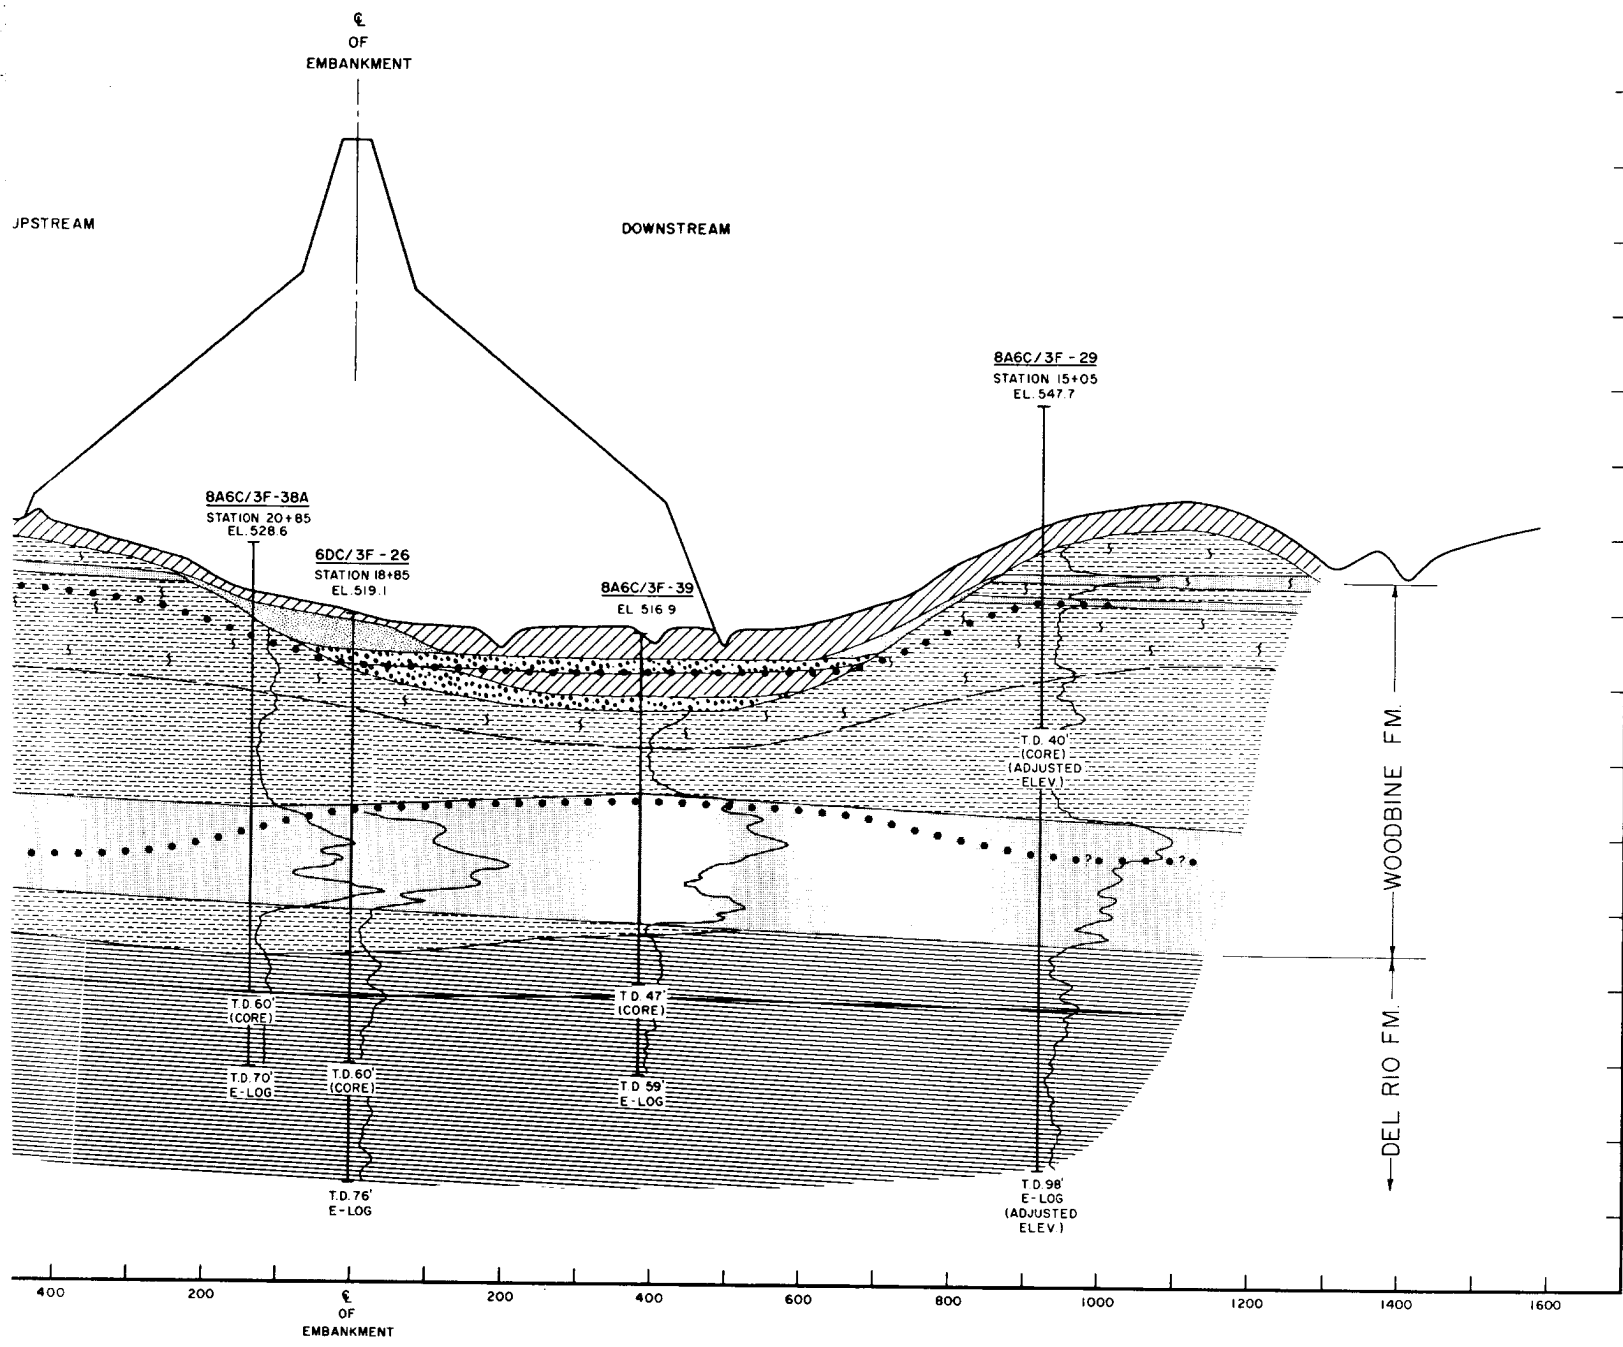 ℄
OF
EMBANKMENT
JPSTREAM
DOWNSTREAM
8A6C/3F-29
STATION 15+05
EL. 547.7
8A6C/3F-38A
STATION 20+85
EL. 528.6
6DC/3F-26
STATION 18+85
EL. 519.1
8A6C/3F-39
EL 516 9
T.D. 40'
(CORE)
(ADJUSTED
ELEV.)
? ?
WOODBINE FM.
T.D. 60'
(CORE)
T.D. 47'
(CORE)
T.D. 70'
E-LOG
T.D. 60'
(CORE)
T.D 59'
E-LOG
DEL RIO FM.
T.D. 76'
E-LOG
T.D. 98'
E-LOG
(ADJUSTED
ELEV.)
400 200 ℄ 200 400 600 800 1000 1200 1400 1600
OF
EMBANKMENT